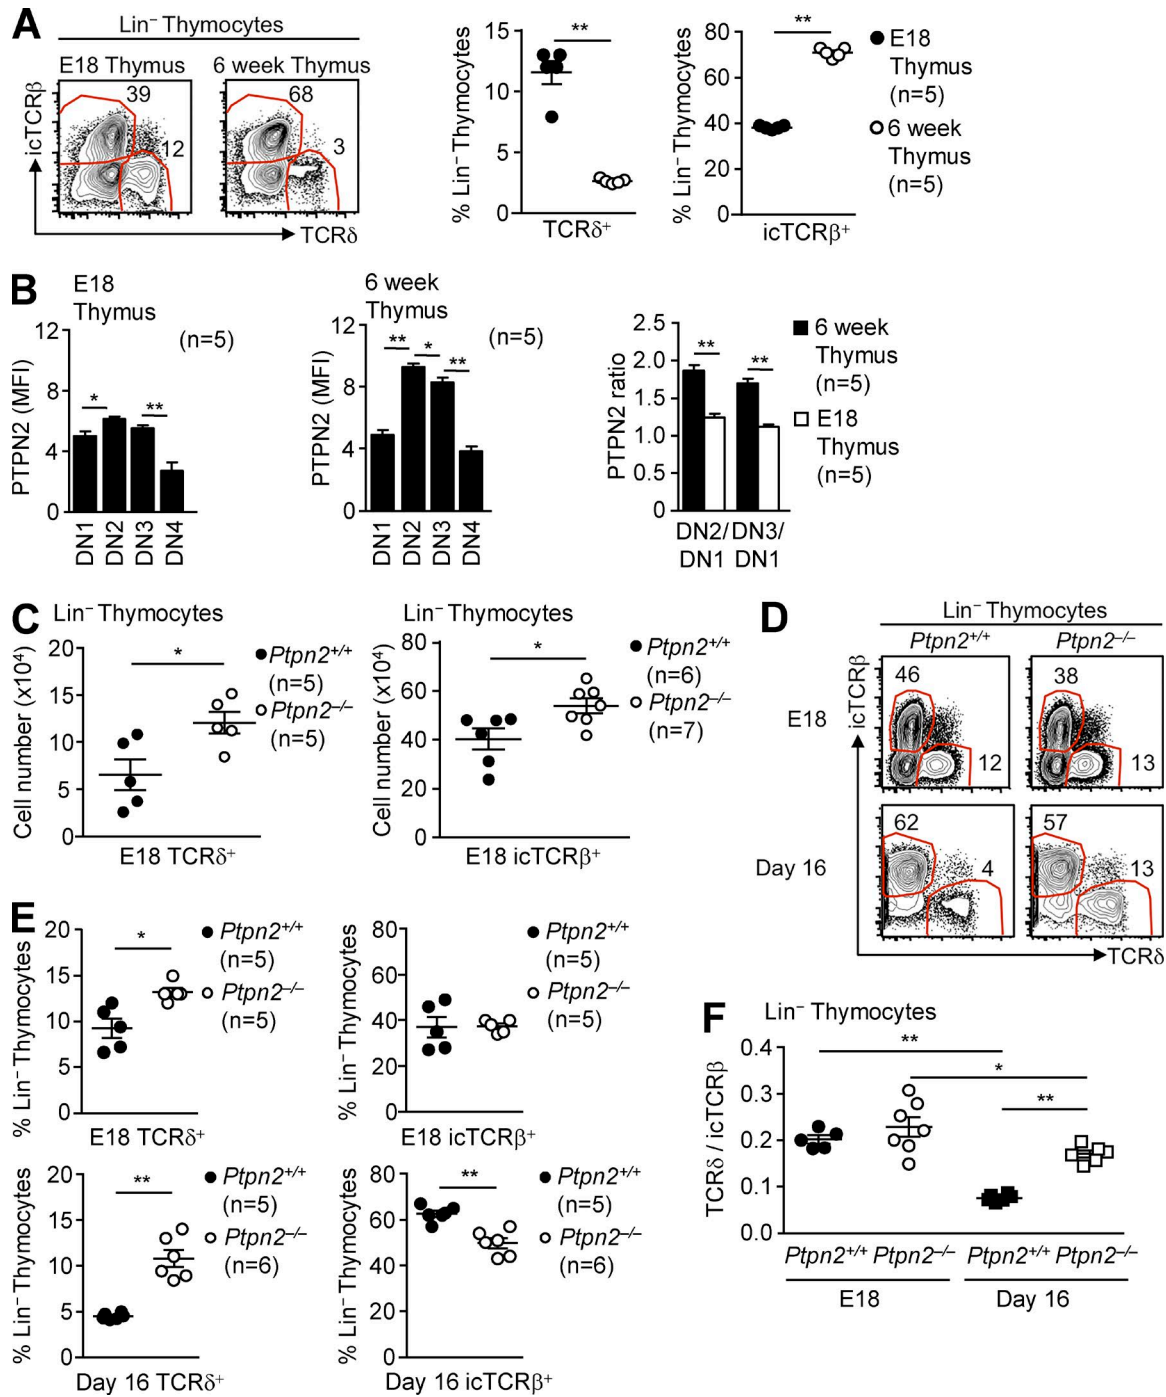 A
Lin– Thymocytes
E18 Thymus
6 week Thymus
39
12
68
3
icTCRβ
TCRδ
% Lin– Thymocytes
15
10
5
0
**
TCRδ+
% Lin– Thymocytes
80
60
40
20
0
**
icTCRβ+
E18
Thymus
(n=5)
6 week
Thymus
(n=5)
B
E18
Thymus
(n=5)
PTPN2 (MFI)
12
8
4
0
*
**
DN1
DN2
DN3
DN4
6 week
Thymus
(n=5)
PTPN2 (MFI)
12
8
4
0
**
*
**
DN1
DN2
DN3
DN4
PTPN2 ratio
2.5
2.0
1.5
1.0
0.5
0
**
**
DN2/
DN1
DN3/
DN1
6 week
Thymus
(n=5)
E18
Thymus
(n=5)
C
Lin– Thymocytes
Cell number (x10⁴)
20
15
10
5
0
*
E18 TCRδ+
Ptpn2+/+
(n=5)
Ptpn2–/–
(n=5)
Lin– Thymocytes
Cell number (x10⁴)
80
60
40
20
0
*
E18 icTCRβ+
Ptpn2+/+
(n=6)
Ptpn2–/–
(n=7)
D
Lin– Thymocytes
Ptpn2+/+
Ptpn2–/–
E18
icTCRβ
46
12
38
13
Day 16
62
4
57
13
TCRδ
E
% Lin– Thymocytes
20
15
10
5
0
*
E18 TCRδ+
Ptpn2+/+
(n=5)
Ptpn2–/–
(n=5)
% Lin– Thymocytes
80
60
40
20
0
E18 icTCRβ+
Ptpn2+/+
(n=5)
Ptpn2–/–
(n=5)
% Lin– Thymocytes
20
15
10
5
0
**
Day 16 TCRδ+
Ptpn2+/+
(n=5)
Ptpn2–/–
(n=6)
% Lin– Thymocytes
80
60
40
20
0
**
Day 16 icTCRβ+
Ptpn2+/+
(n=5)
Ptpn2–/–
(n=6)
F
Lin– Thymocytes
TCRδ / icTCRβ
0.4
0.3
0.2
0.1
0.0
**
*
**
Ptpn2+/+ Ptpn2–/– Ptpn2+/+ Ptpn2–/–
E18
Day 16